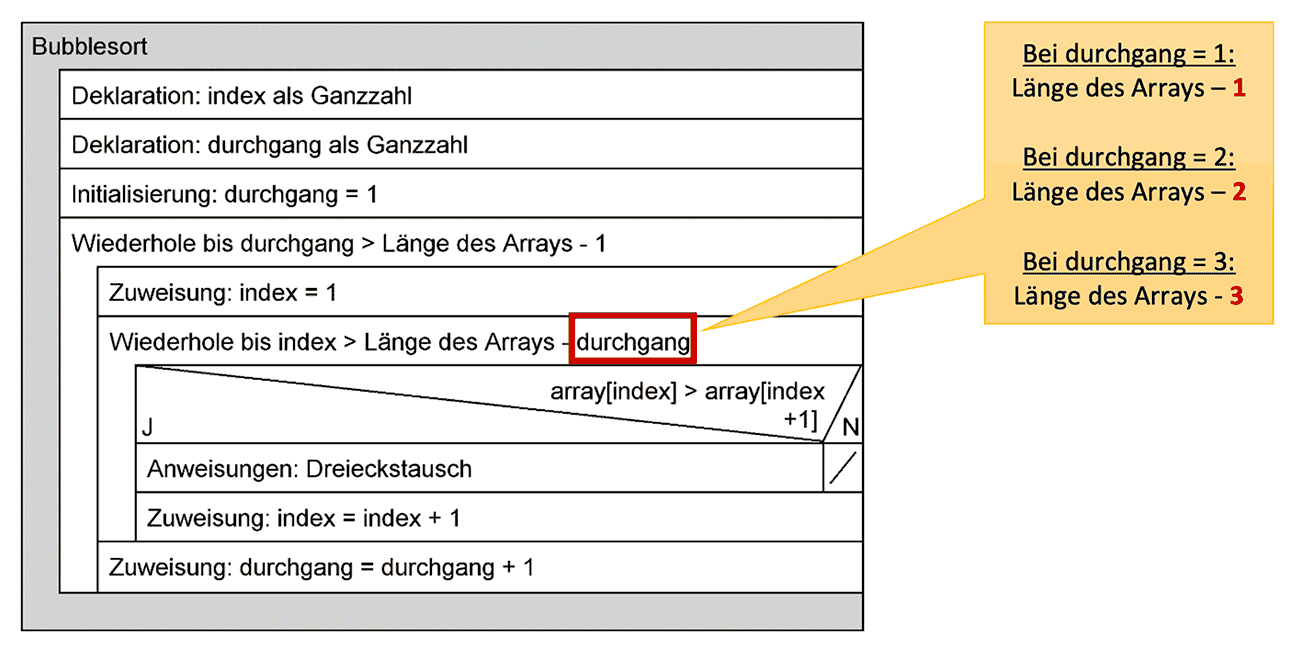 Bubblesort
Deklaration: index als Ganzzahl
Deklaration: durchgang als Ganzzahl
Initialisierung: durchgang = 1
Wiederhole bis durchgang > Länge des Arrays - 1
Zuweisung: index = 1
Wiederhole bis index > Länge des Arrays - durchgang
array[index] > array[index
+1]
J
N
Anweisungen: Dreieckstausch
Zuweisung: index = index + 1
Zuweisung: durchgang = durchgang + 1
Bei durchgang = 1:
Länge des Arrays – 1
Bei durchgang = 2:
Länge des Arrays – 2
Bei durchgang = 3:
Länge des Arrays - 3